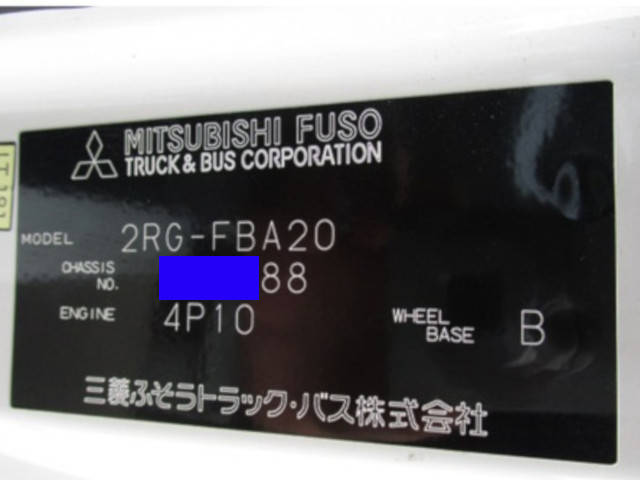 MITSUBISHI FUSO
TRUCK & BUS CORPORATION
MODEL 2RG-FBA20
CHASSIS NO. 88
ENGINE 4P10 WHEEL BASE B
三菱ふそうトラック・バス株式会社